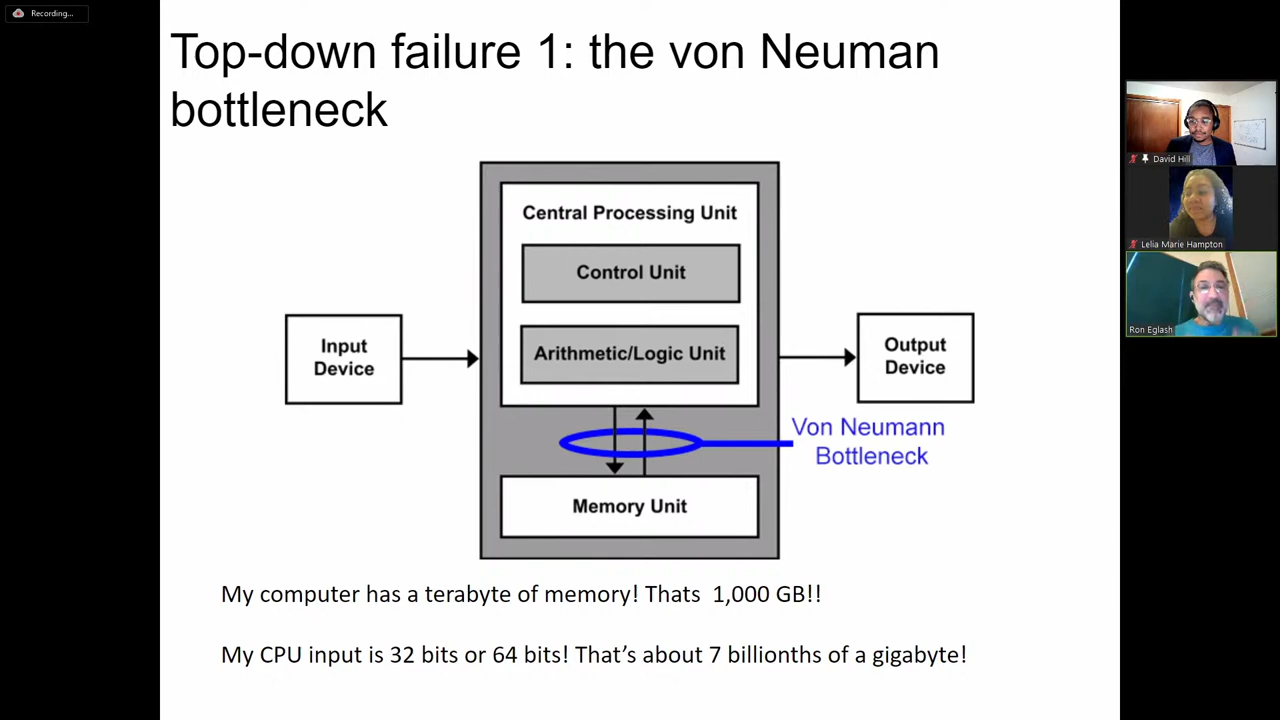 Recording...
Top-down failure 1: the von Neuman
bottleneck
Central Processing Unit
Control Unit
Arithmetic/Logic Unit
Input
Device
Output
Device
Von Neumann
Bottleneck
Memory Unit
My computer has a terabyte of memory! Thats  1,000 GB!!
My CPU input is 32 bits or 64 bits! That's about 7 billionths of a gigabyte!
David Hill
Lelia Marie Hampton
Ron Eglash